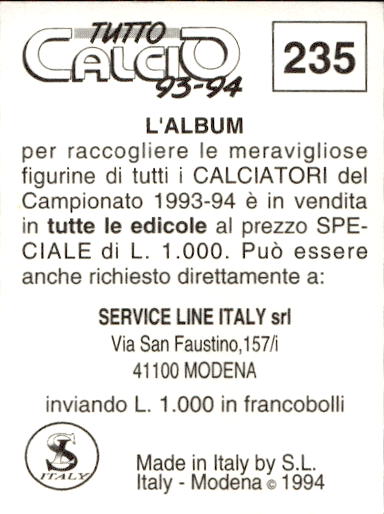 TUTTO
CALCIO
93-94
235
L'ALBUM
per raccogliere le meravigliose
figurine di tutti i CALCIATORI del
Campionato 1993-94 è in vendita
in tutte le edicole al prezzo SPE-
CIALE di L. 1.000. Può essere
anche richiesto direttamente a:
SERVICE LINE ITALY srl
Via San Faustino,157/i
41100 MODENA
inviando L. 1.000 in francobolli
SL
ITALY
Made in Italy by S.L.
Italy - Modena © 1994